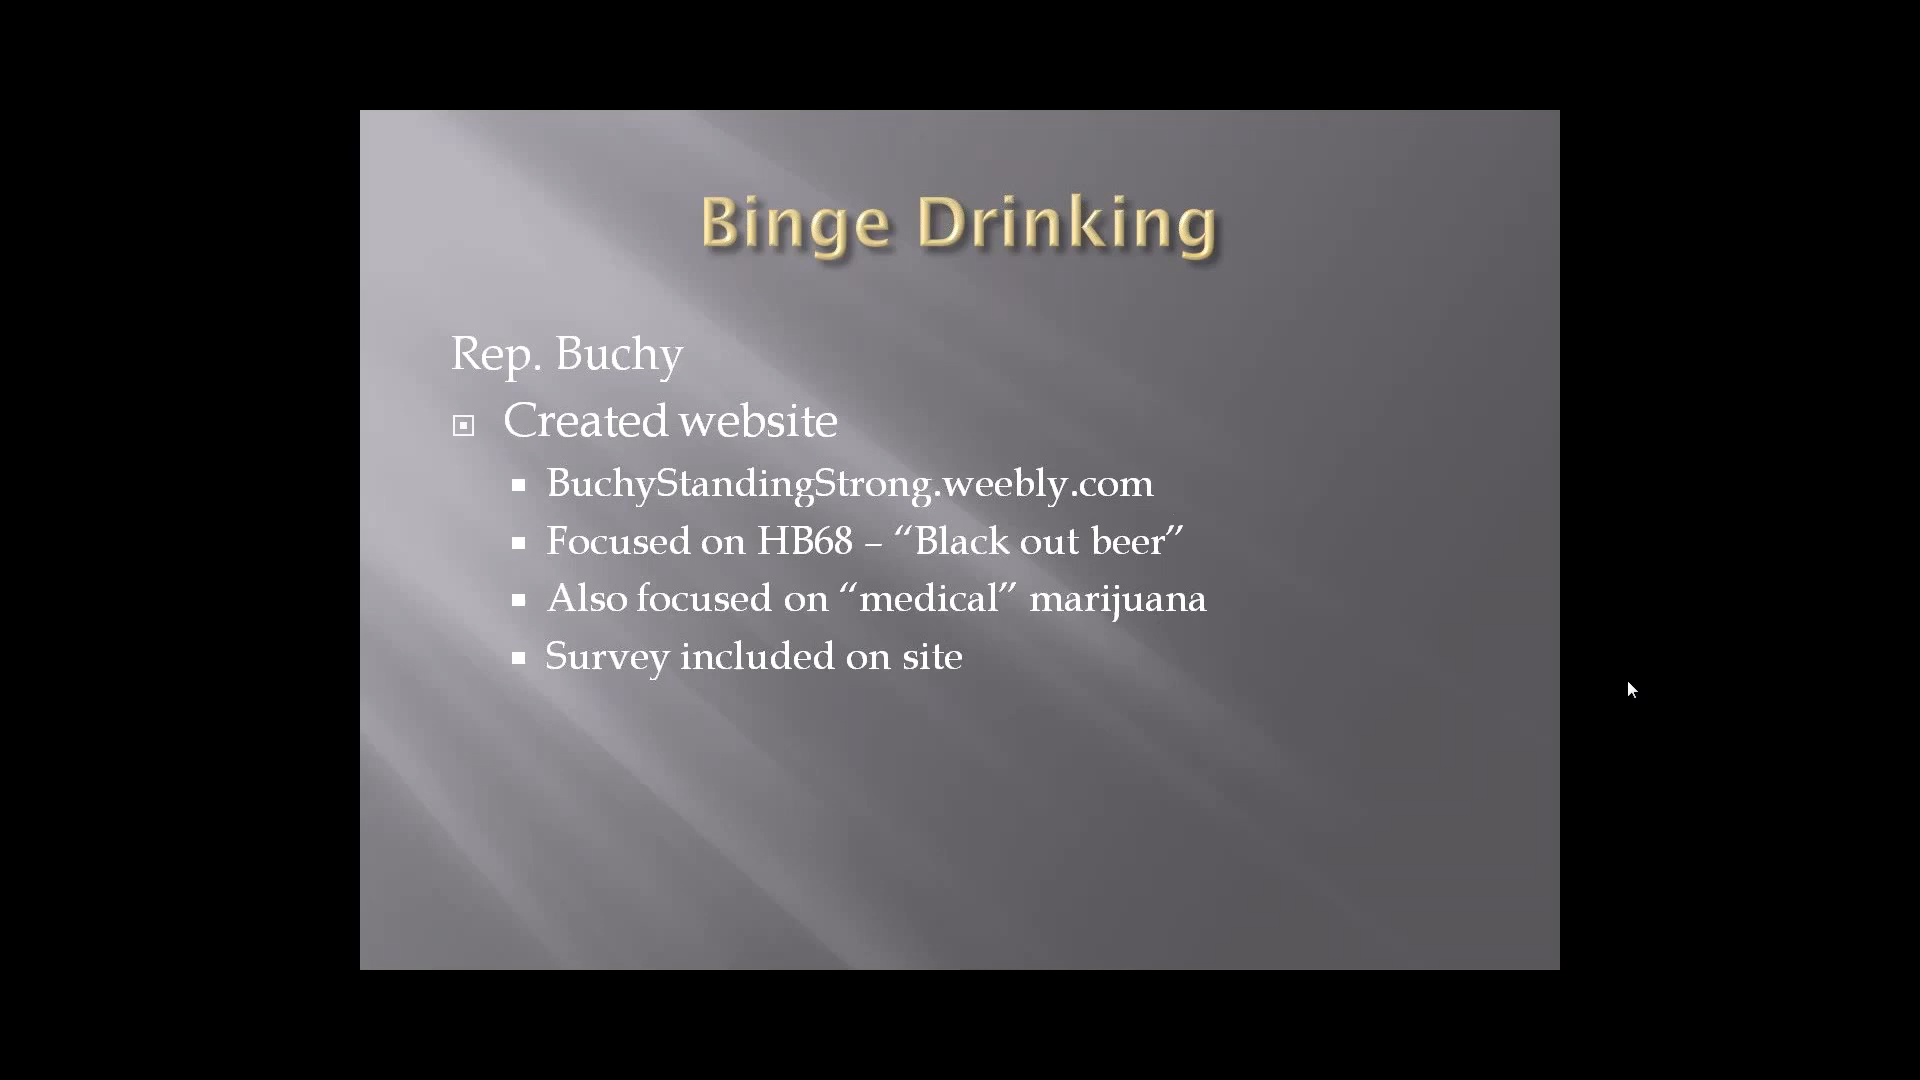 Binge Drinking
Rep. Buchy
Created website
BuchyStandingStrong.weebly.com
Focused on HB68 – “Black out beer”
Also focused on “medical” marijuana
Survey included on site